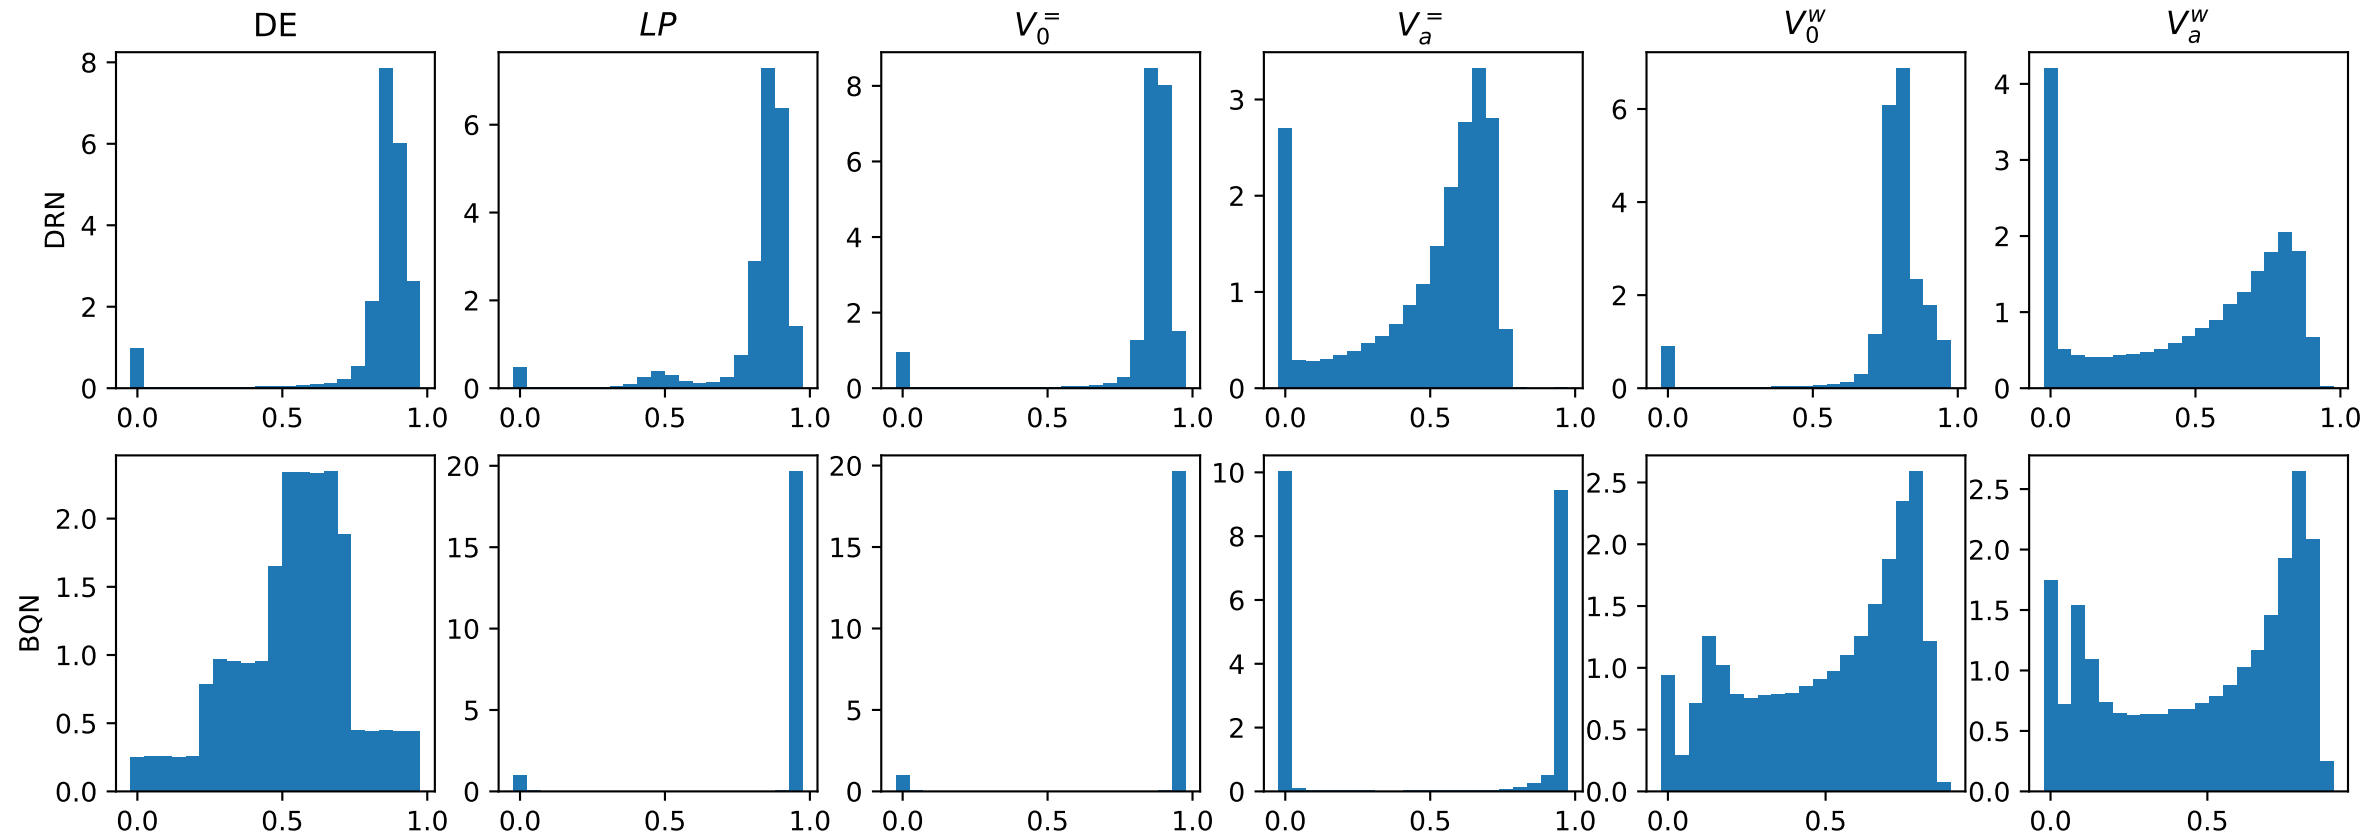 DE LP V₀⁼ Vₐ⁼ V₀ʷ Vₐʷ
DRN
8 6 4 2 0
6 4 2 0
8 6 4 2 0
3 2 1 0
6 4 2 0
4 3 2 1 0
0.0 0.5 1.0 0.0 0.5 1.0 0.0 0.5 1.0 0.0 0.5 1.0 0.0 0.5 1.0 0.0 0.5 1.0
BQN
2.0 1.5 1.0 0.5 0.0
20 15 10 5 0
20 15 10 5 0
10 8 6 4 2 0
2.5 2.0 1.5 1.0 0.5 0.0
2.5 2.0 1.5 1.0 0.5 0.0
0.0 0.5 1.0 0.0 0.5 1.0 0.0 0.5 1.0 0.0 0.5 1.0 0.0 0.5 0.0 0.5